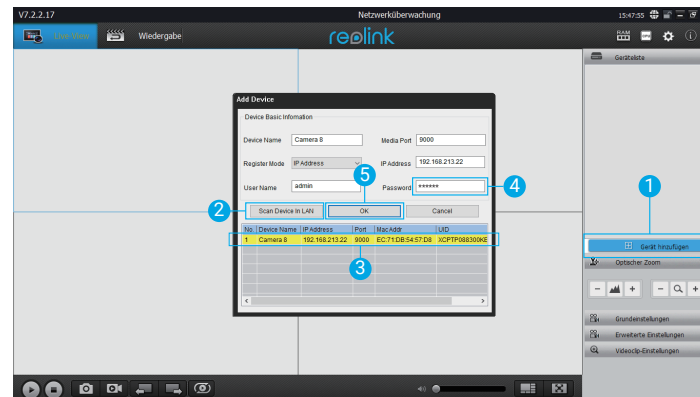 V7.2.2.17 Netzwerküberwachung 15:47:55
Live-View Wiedergabe reolink RAM
Geräteliste
Add Device
Device Basic Infomation
Device Name Camera 8 Media Port 9000
Register Mode IP Address IP Address 192.168.213.22
User Name admin Password ******
5
4
1
2
Scan Device In LAN OK Cancel
No. Device Name IP Address Port MacAddr UID
1 Camera 8 192.168.213.22 9000 EC:71:DB:54:57:D8 XCPTP088300KE
3
Gerät hinzufügen
Optischer Zoom
Grundeinstellungen
Erweiterte Einstellungen
Videoclip-Einstellungen